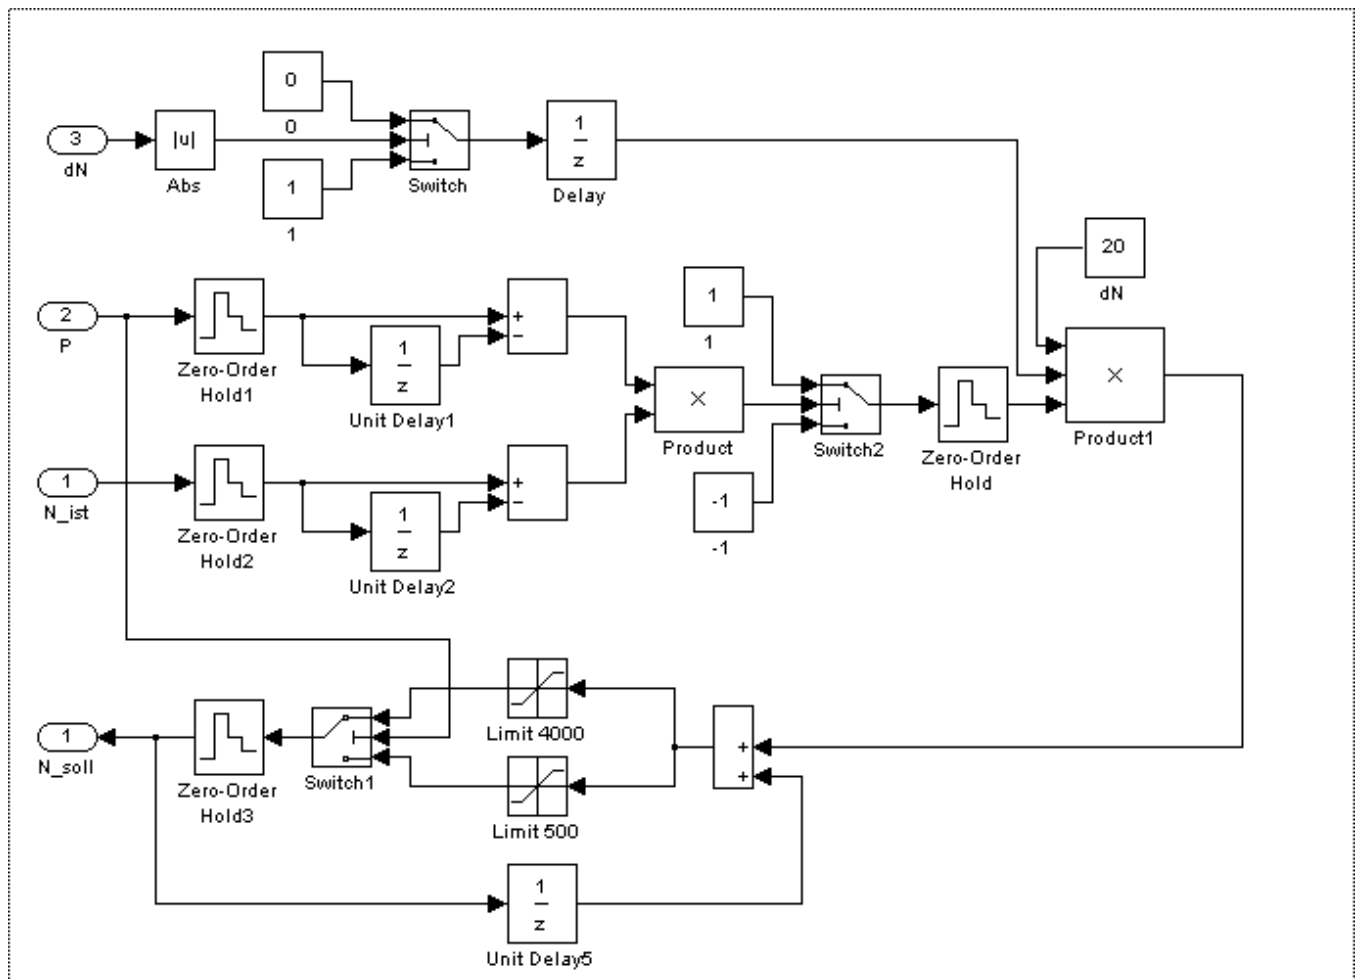 0
3
dN
|u|
Abs
0
1
1
Switch
1
z
Delay
20
dN
2
P
Zero-Order
Hold1
1
z
Unit Delay1
+
−
1
1
×
Product
Switch2
Zero-Order
Hold
×
Product1
1
N_ist
Zero-Order
Hold2
1
z
Unit Delay2
+
−
-1
-1
1
N_soll
Zero-Order
Hold3
Switch1
Limit 4000
Limit 500
+
+
1
z
Unit Delay5